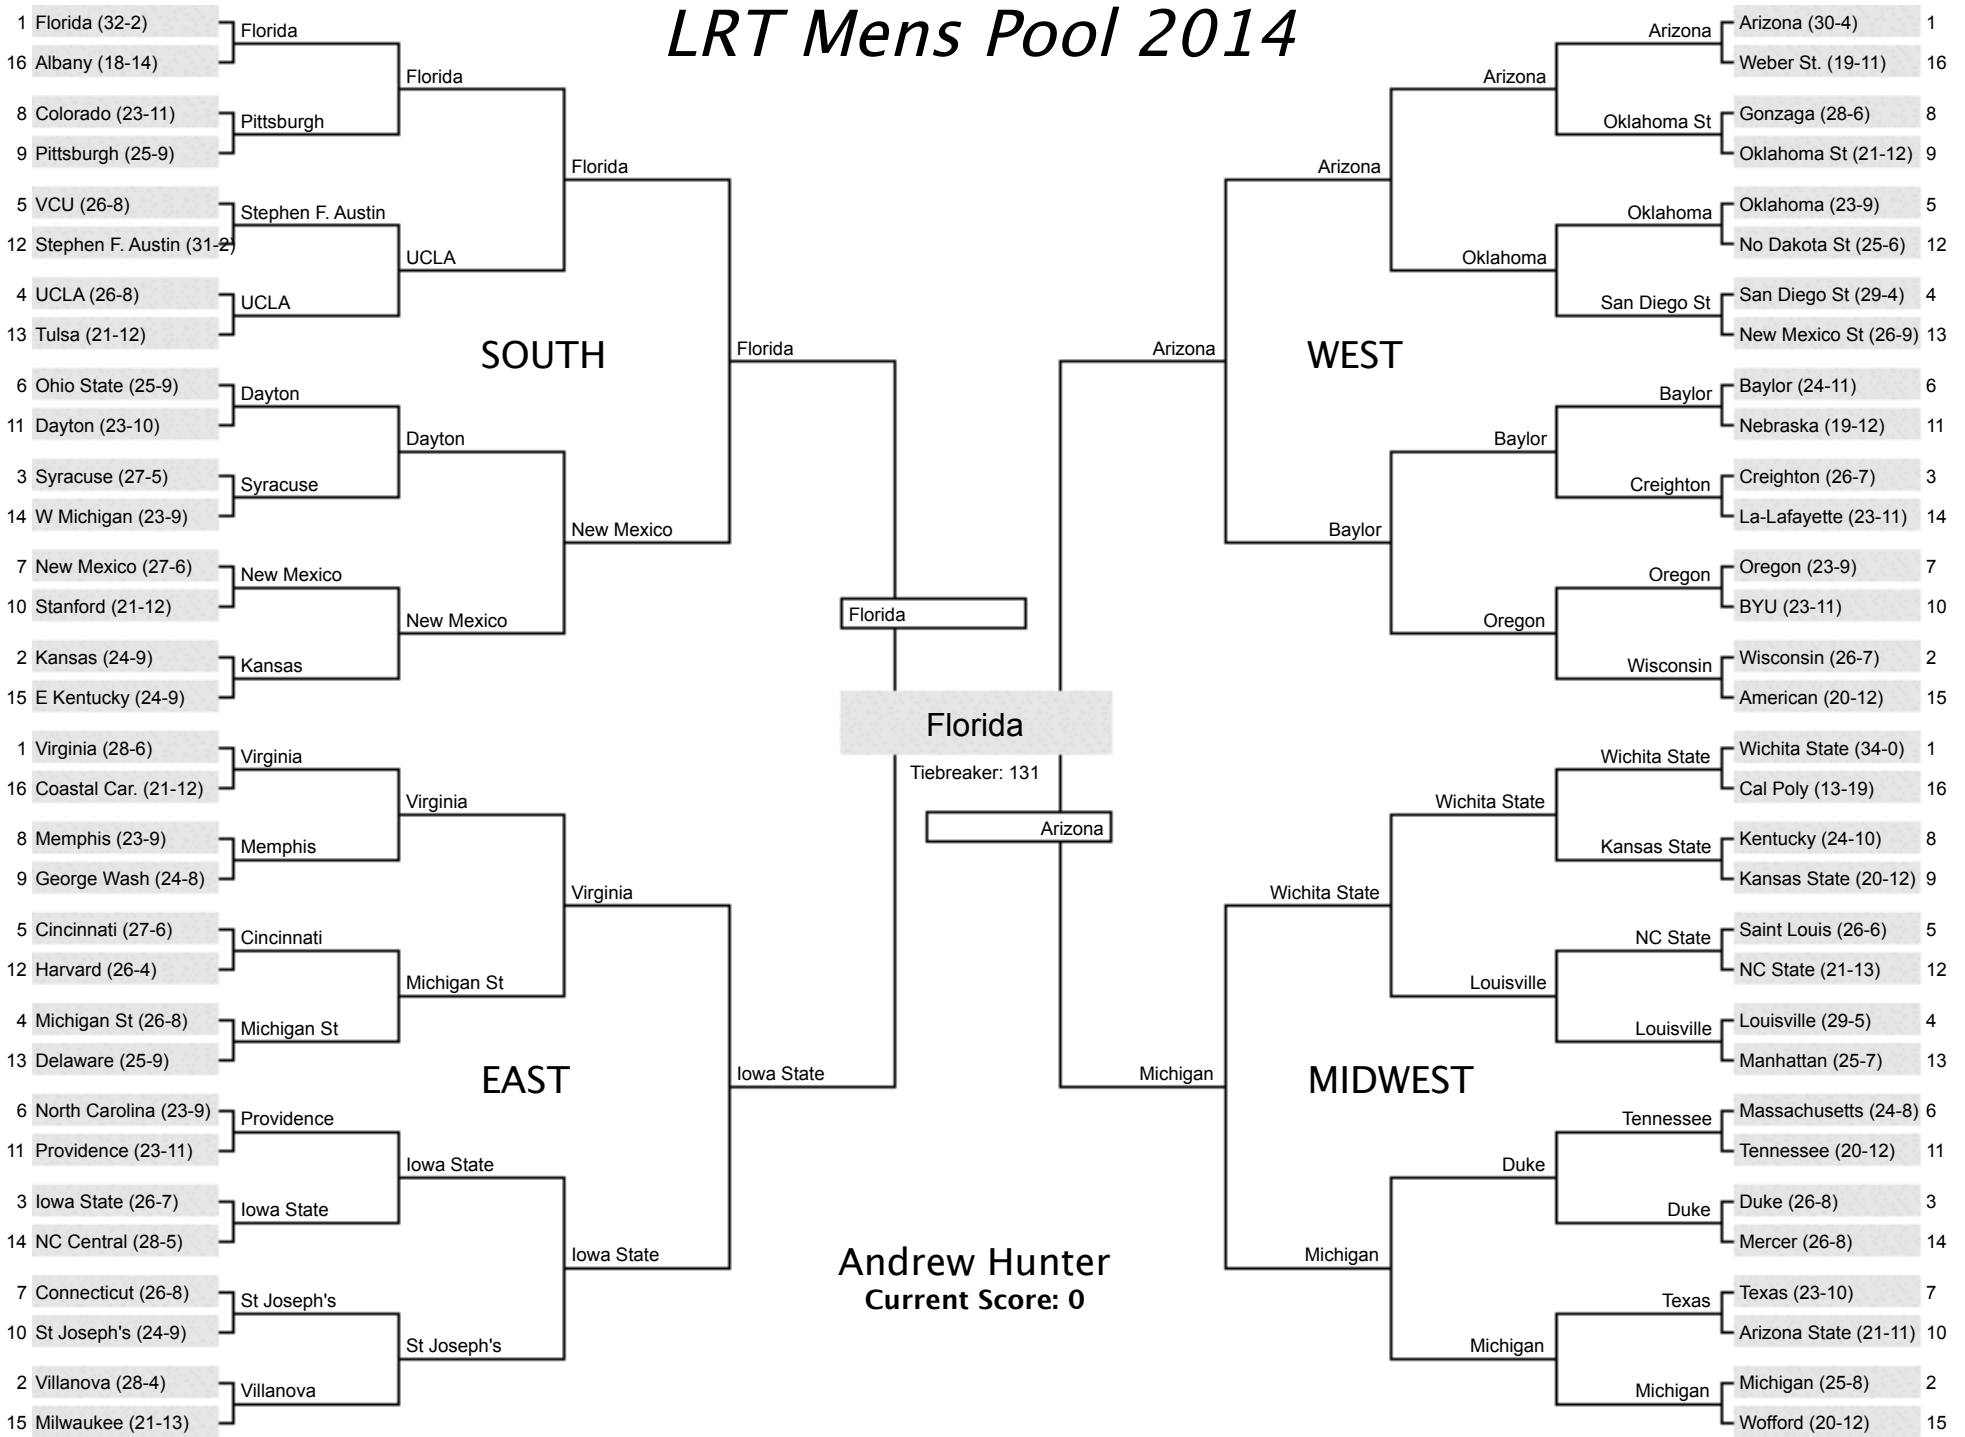 LRT Mens Pool 2014
1 Florida (32-2)
16 Albany (18-14)
8 Colorado (23-11)
9 Pittsburgh (25-9)
5 VCU (26-8)
12 Stephen F. Austin (31-2)
4 UCLA (26-8)
13 Tulsa (21-12)
6 Ohio State (25-9)
11 Dayton (23-10)
3 Syracuse (27-5)
14 W Michigan (23-9)
7 New Mexico (27-6)
10 Stanford (21-12)
2 Kansas (24-9)
15 E Kentucky (24-9)
Florida
Pittsburgh
Stephen F. Austin
UCLA
Dayton
Syracuse
New Mexico
Kansas
Florida
UCLA
Dayton
New Mexico
Florida
New Mexico
SOUTH
Florida
1 Virginia (28-6)
16 Coastal Car. (21-12)
8 Memphis (23-9)
9 George Wash (24-8)
5 Cincinnati (27-6)
12 Harvard (26-4)
4 Michigan St (26-8)
13 Delaware (25-9)
6 North Carolina (23-9)
11 Providence (23-11)
3 Iowa State (26-7)
14 NC Central (28-5)
7 Connecticut (26-8)
10 St Joseph's (24-9)
2 Villanova (28-4)
15 Milwaukee (21-13)
Virginia
Memphis
Cincinnati
Michigan St
Providence
Iowa State
St Joseph's
Villanova
Virginia
Michigan St
Iowa State
St Joseph's
Virginia
Iowa State
EAST
Iowa State
Florida
Florida
Tiebreaker: 131
Arizona
Andrew Hunter
Current Score: 0
Arizona (30-4) 1
Weber St. (19-11) 16
Gonzaga (28-6) 8
Oklahoma St (21-12) 9
Oklahoma (23-9) 5
No Dakota St (25-6) 12
San Diego St (29-4) 4
New Mexico St (26-9) 13
Baylor (24-11) 6
Nebraska (19-12) 11
Creighton (26-7) 3
La-Lafayette (23-11) 14
Oregon (23-9) 7
BYU (23-11) 10
Wisconsin (26-7) 2
American (20-12) 15
Arizona
Oklahoma St
Oklahoma
San Diego St
Baylor
Creighton
Oregon
Wisconsin
Arizona
Oklahoma
Baylor
Oregon
Arizona
Baylor
WEST
Arizona
Wichita State (34-0) 1
Cal Poly (13-19) 16
Kentucky (24-10) 8
Kansas State (20-12) 9
Saint Louis (26-6) 5
NC State (21-13) 12
Louisville (29-5) 4
Manhattan (25-7) 13
Massachusetts (24-8) 6
Tennessee (20-12) 11
Duke (26-8) 3
Mercer (26-8) 14
Texas (23-10) 7
Arizona State (21-11) 10
Michigan (25-8) 2
Wofford (20-12) 15
Wichita State
Kansas State
NC State
Louisville
Tennessee
Duke
Texas
Michigan
Wichita State
Louisville
Duke
Michigan
Wichita State
Michigan
MIDWEST
Michigan